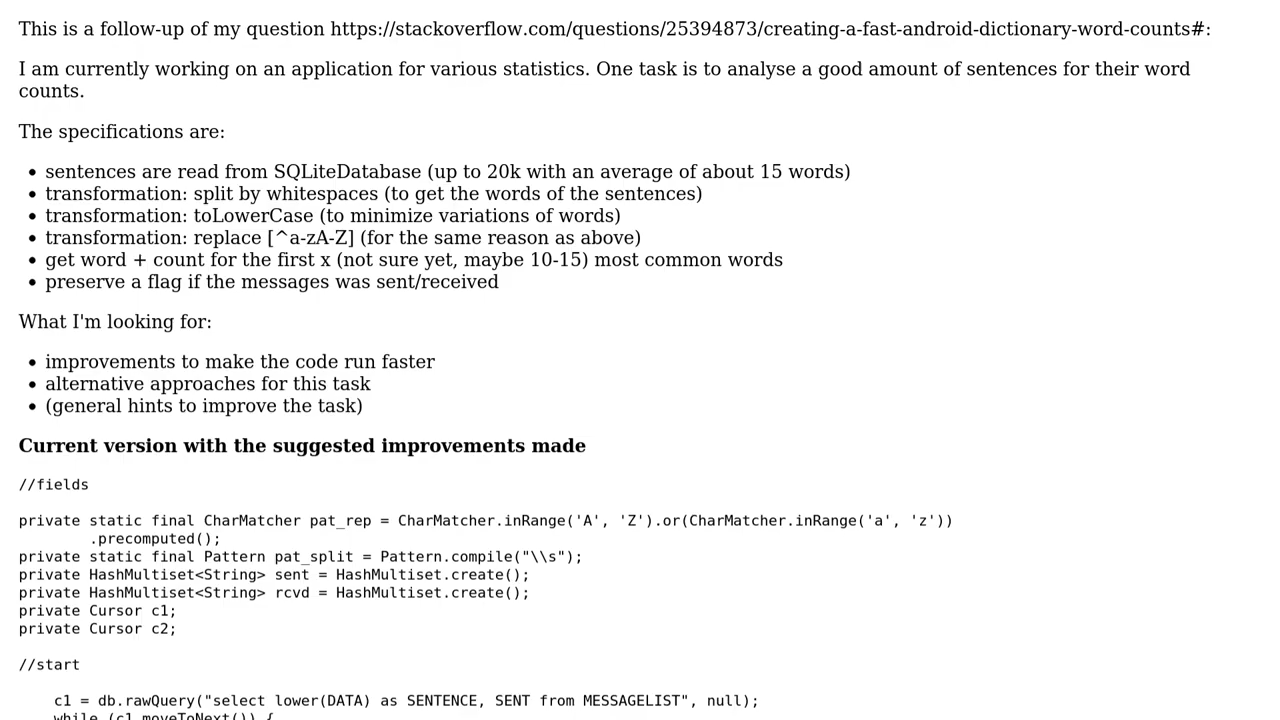 This is a follow-up of my question https://stackoverflow.com/questions/25394873/creating-a-fast-android-dictionary-word-counts#:
I am currently working on an application for various statistics. One task is to analyse a good amount of sentences for their word
counts.
The specifications are:
• sentences are read from SQLiteDatabase (up to 20k with an average of about 15 words)
• transformation: split by whitespaces (to get the words of the sentences)
• transformation: toLowerCase (to minimize variations of words)
• transformation: replace [^a-zA-Z] (for the same reason as above)
• get word + count for the first x (not sure yet, maybe 10-15) most common words
• preserve a flag if the messages was sent/received
What I'm looking for:
• improvements to make the code run faster
• alternative approaches for this task
• (general hints to improve the task)
Current version with the suggested improvements made
//fields
private static final CharMatcher pat_rep = CharMatcher.inRange('A', 'Z').or(CharMatcher.inRange('a', 'z'))
        .precomputed();
private static final Pattern pat_split = Pattern.compile("\\s");
private HashMultiset<String> sent = HashMultiset.create();
private HashMultiset<String> rcvd = HashMultiset.create();
private Cursor c1;
private Cursor c2;
//start
    c1 = db.rawQuery("select lower(DATA) as SENTENCE, SENT from MESSAGELIST", null);
    while (c1.moveToNext()) {